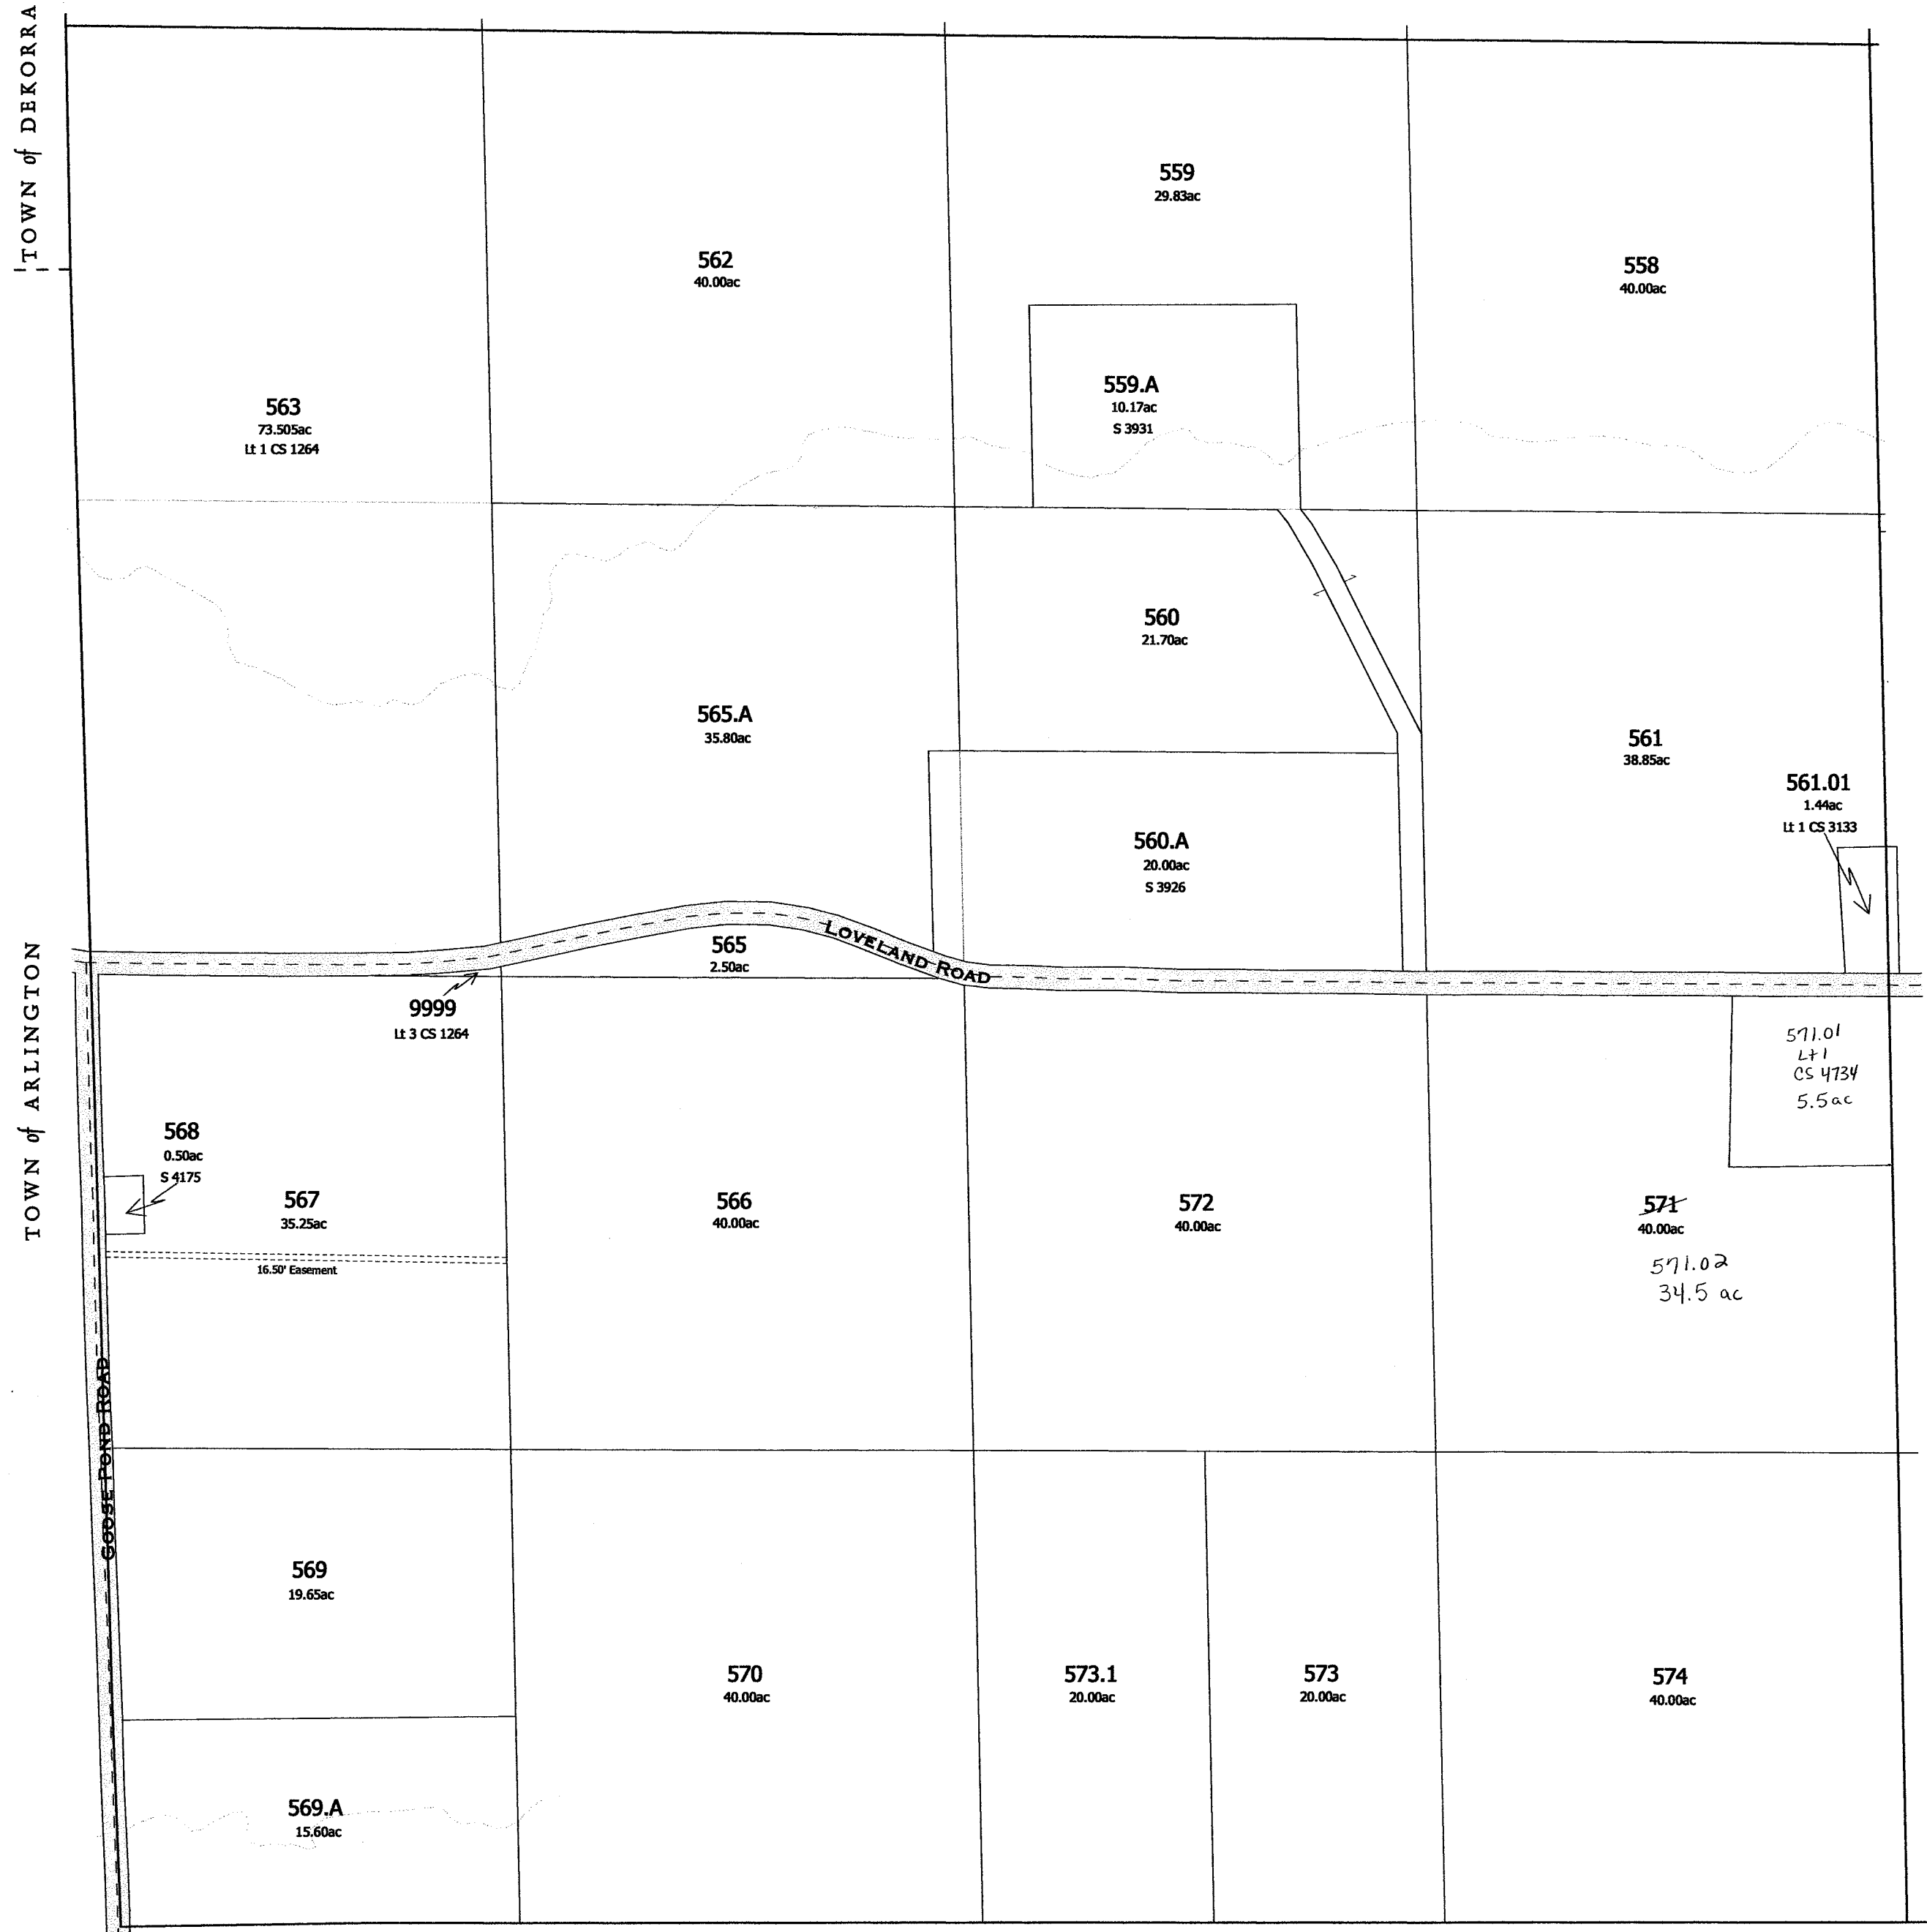 TOWN of DEKORRA
559
29.83ac
562
40.00ac
558
40.00ac
559.A
10.17ac
S 3931
563
73.505ac
Lt 1 CS 1264
560
21.70ac
565.A
35.80ac
561
38.85ac
561.01
1.44ac
Lt 1 CS 3133
560.A
20.00ac
S 3926
LOVELAND ROAD
565
2.50ac
TOWN of ARLINGTON
9999
Lt 3 CS 1264
571.01
Lt 1
CS 4734
5.5 ac
568
0.50ac
S 4175
567
35.25ac
566
40.00ac
572
40.00ac
571
40.00ac
16.50' Easement
571.02
34.5 ac
GOOSE POND ROAD
569
19.65ac
570
40.00ac
573.1
20.00ac
573
20.00ac
574
40.00ac
569.A
15.60ac